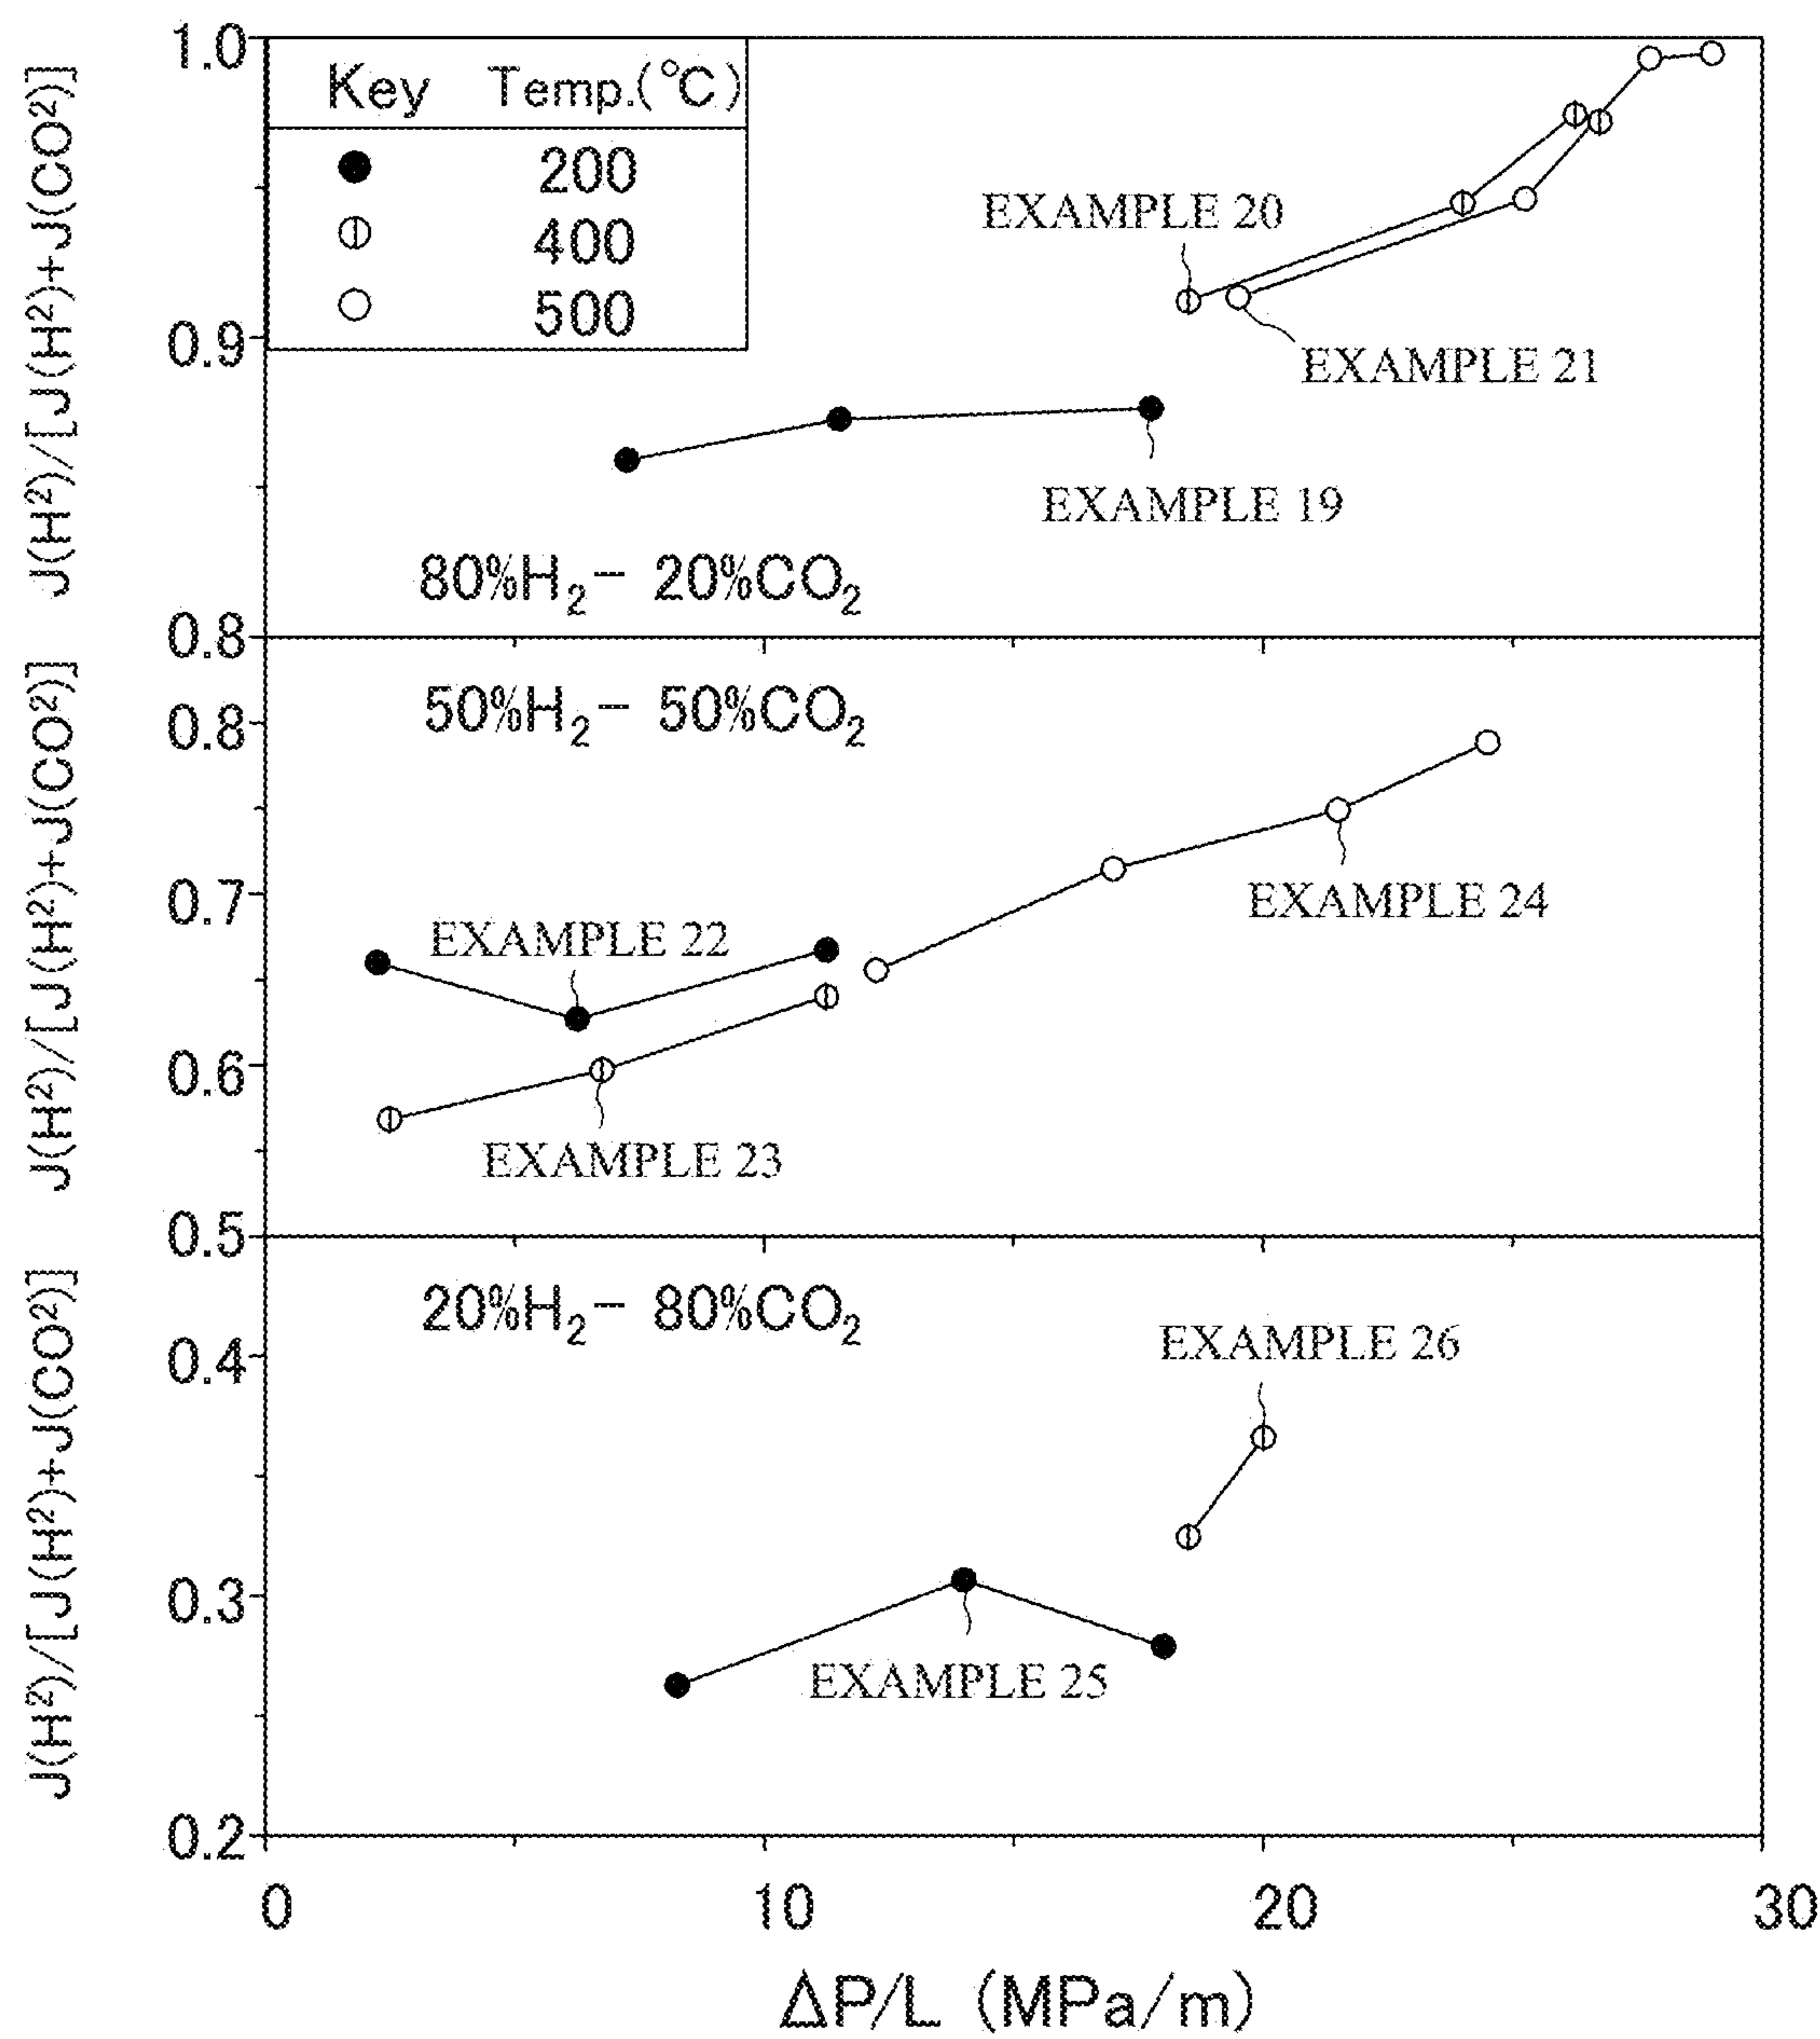 J(H²)/[J(H²)+J(CO²)]
1.0
Key Temp.(°C)
200
400
500
0.9
0.8
EXAMPLE 20
EXAMPLE 21
EXAMPLE 19
80%H₂− 20%CO₂
J(H²)/[J(H²)+J(CO²)]
50%H₂− 50%CO₂
0.8
0.7
0.6
0.5
EXAMPLE 24
EXAMPLE 22
EXAMPLE 23
J(H²)/[J(H²)+J(CO²)]
20%H₂− 80%CO₂
0.4
0.3
0.2
EXAMPLE 26
EXAMPLE 25
0 10 20 30
ΔP/L (MPa/m)